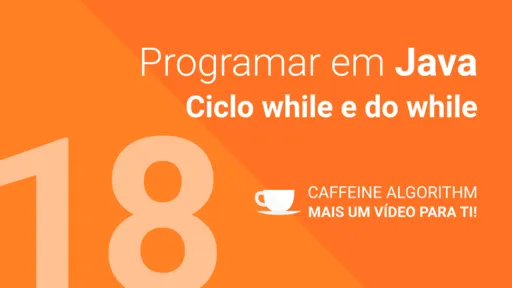 Programar em Java
Ciclo while e do while
18
CAFFEINE ALGORITHM
MAIS UM VÍDEO PARA TI!